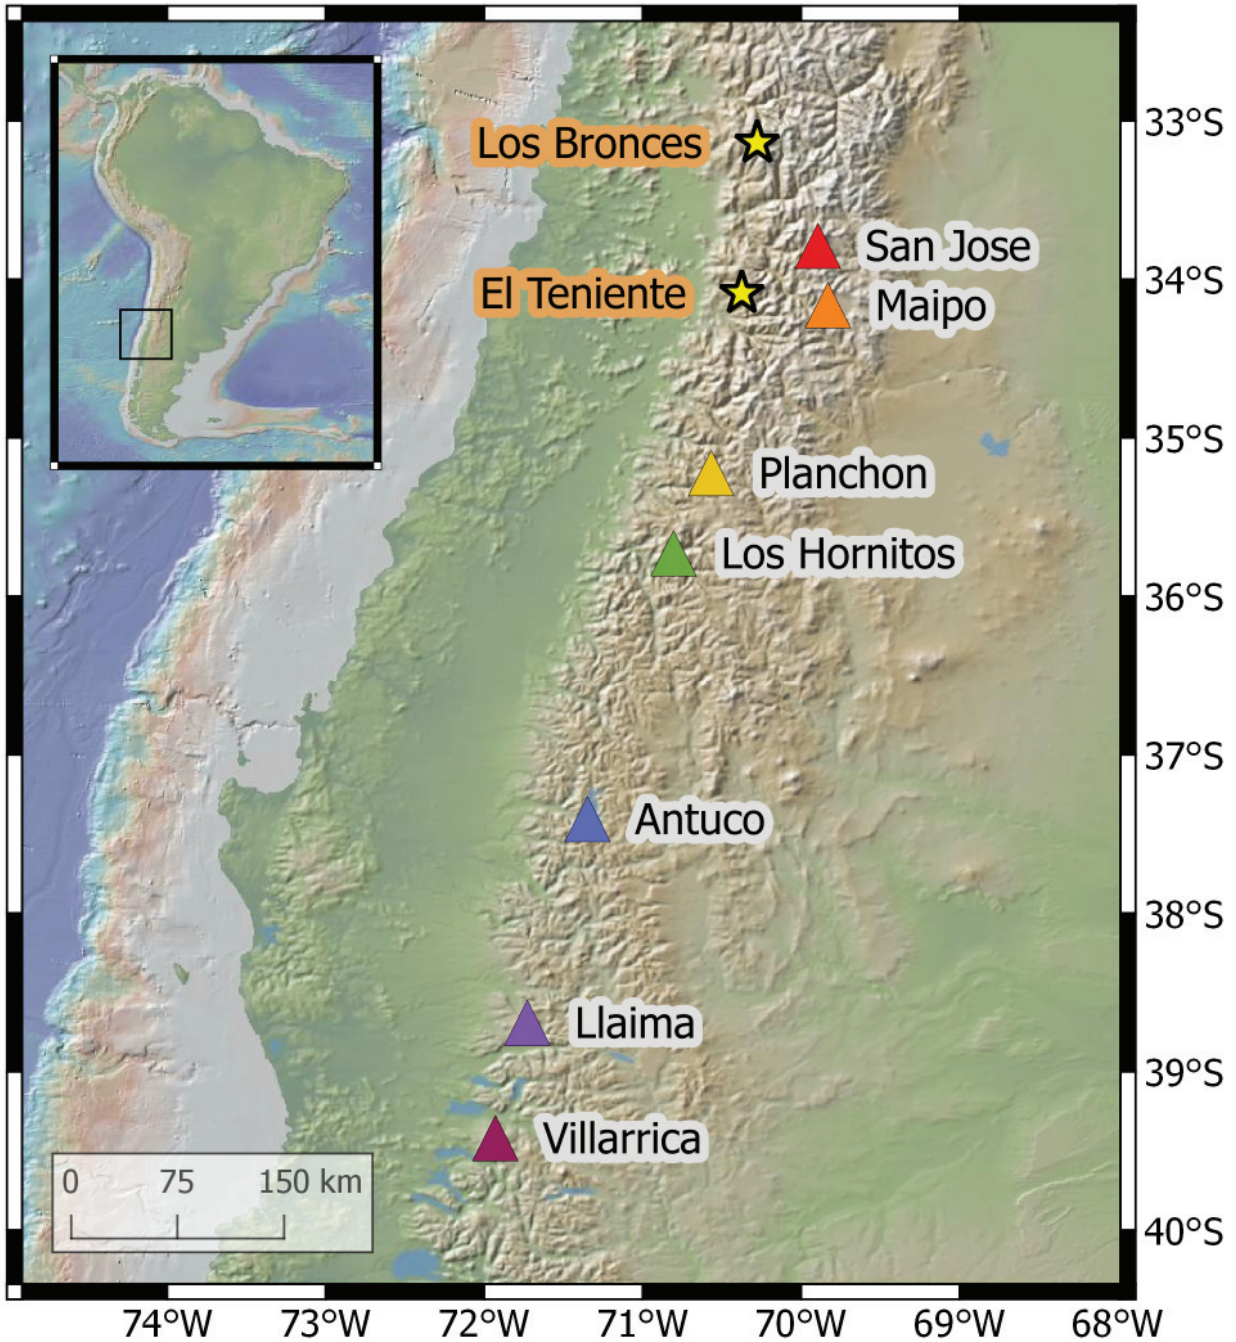 Los Bronces
33°S
San Jose
El Teniente
34°S
Maipo
35°S
Planchon
Los Hornitos
36°S
37°S
Antuco
38°S
Llaima
39°S
Villarrica
0 75 150 km
40°S
74°W 73°W 72°W 71°W 70°W 69°W 68°W